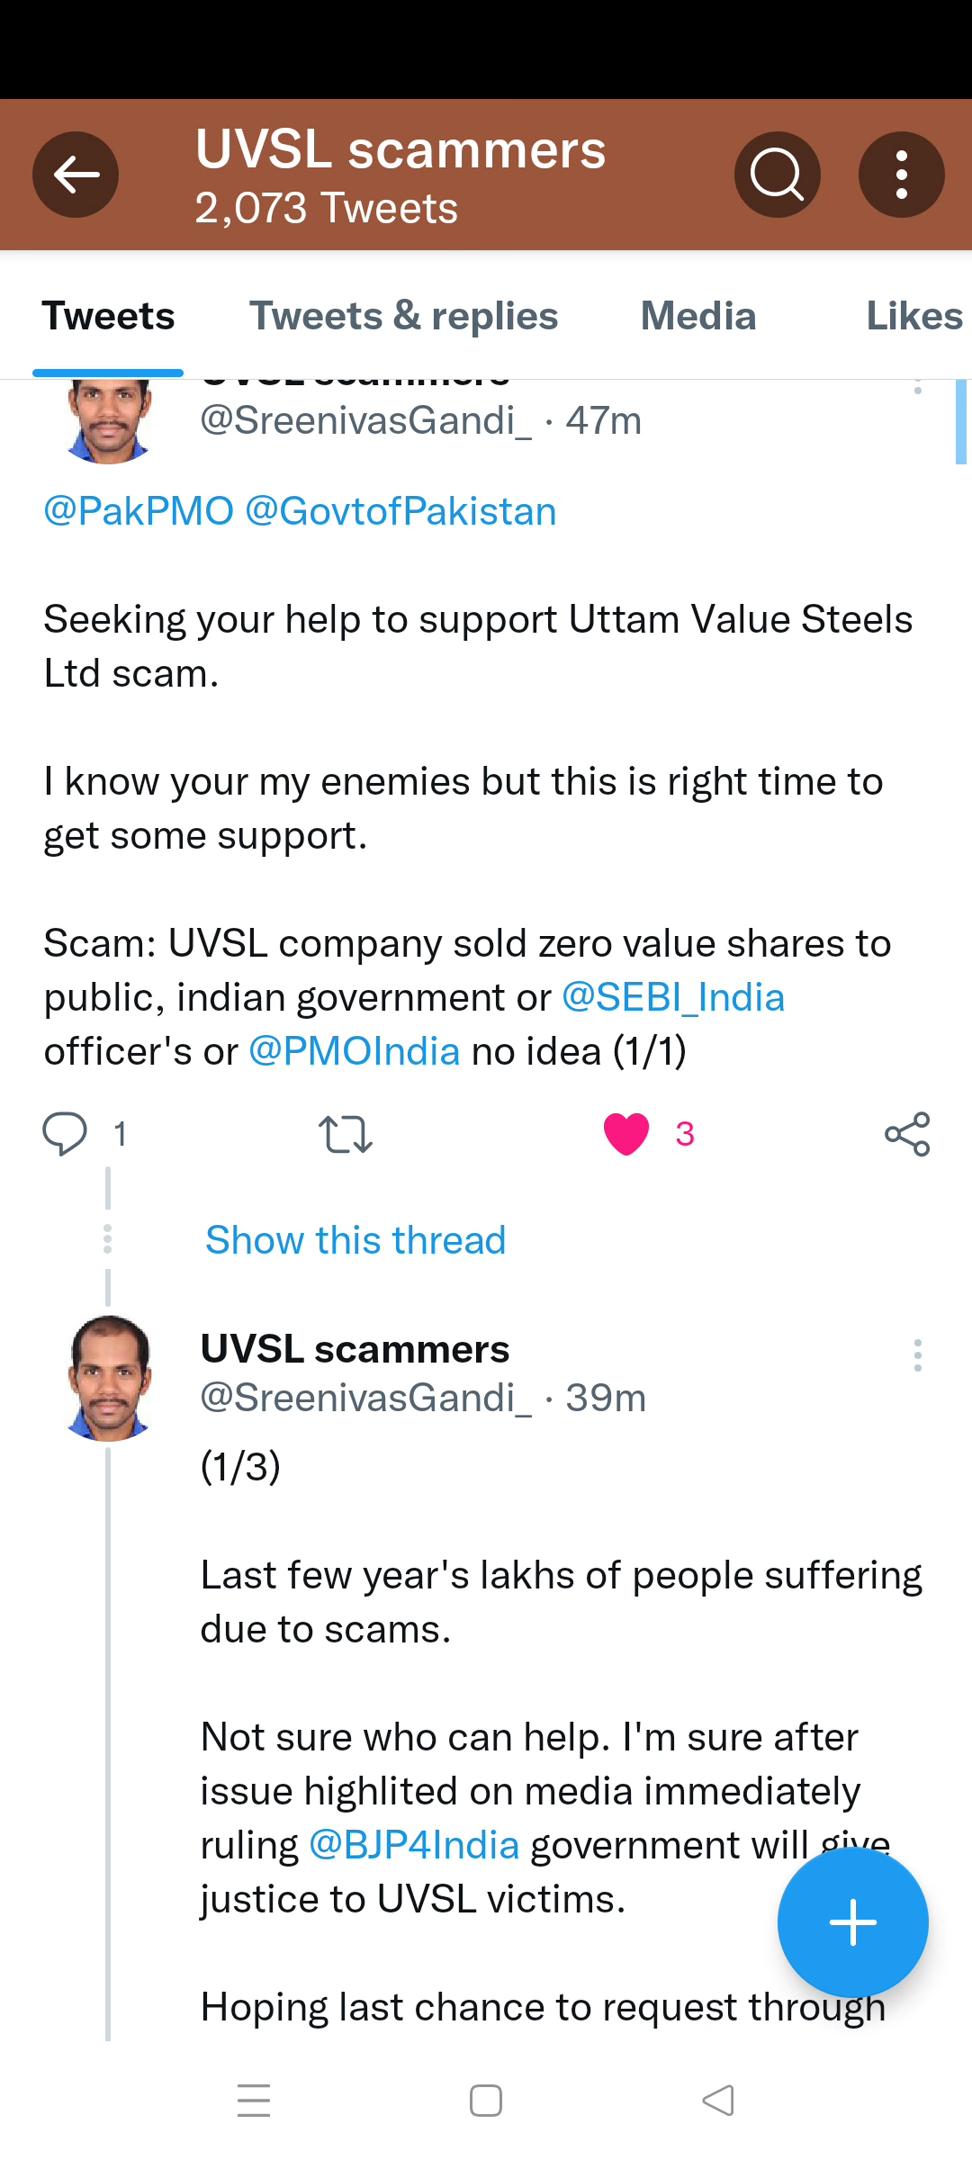 UVSL scammers
2,073 Tweets
Tweets Tweets & replies Media Likes
UVSL scammers
@SreenivasGandi_ · 47m
@PakPMO @GovtofPakistan
Seeking your help to support Uttam Value Steels
Ltd scam.
I know your my enemies but this is right time to
get some support.
Scam: UVSL company sold zero value shares to
public, indian government or @SEBI_India
officer's or @PMOIndia no idea (1/1)
1 3
Show this thread
UVSL scammers
@SreenivasGandi_ · 39m
(1/3)
Last few year's lakhs of people suffering
due to scams.
Not sure who can help. I'm sure after
issue highlited on media immediately
ruling @BJP4India government will give
justice to UVSL victims.
Hoping last chance to request through